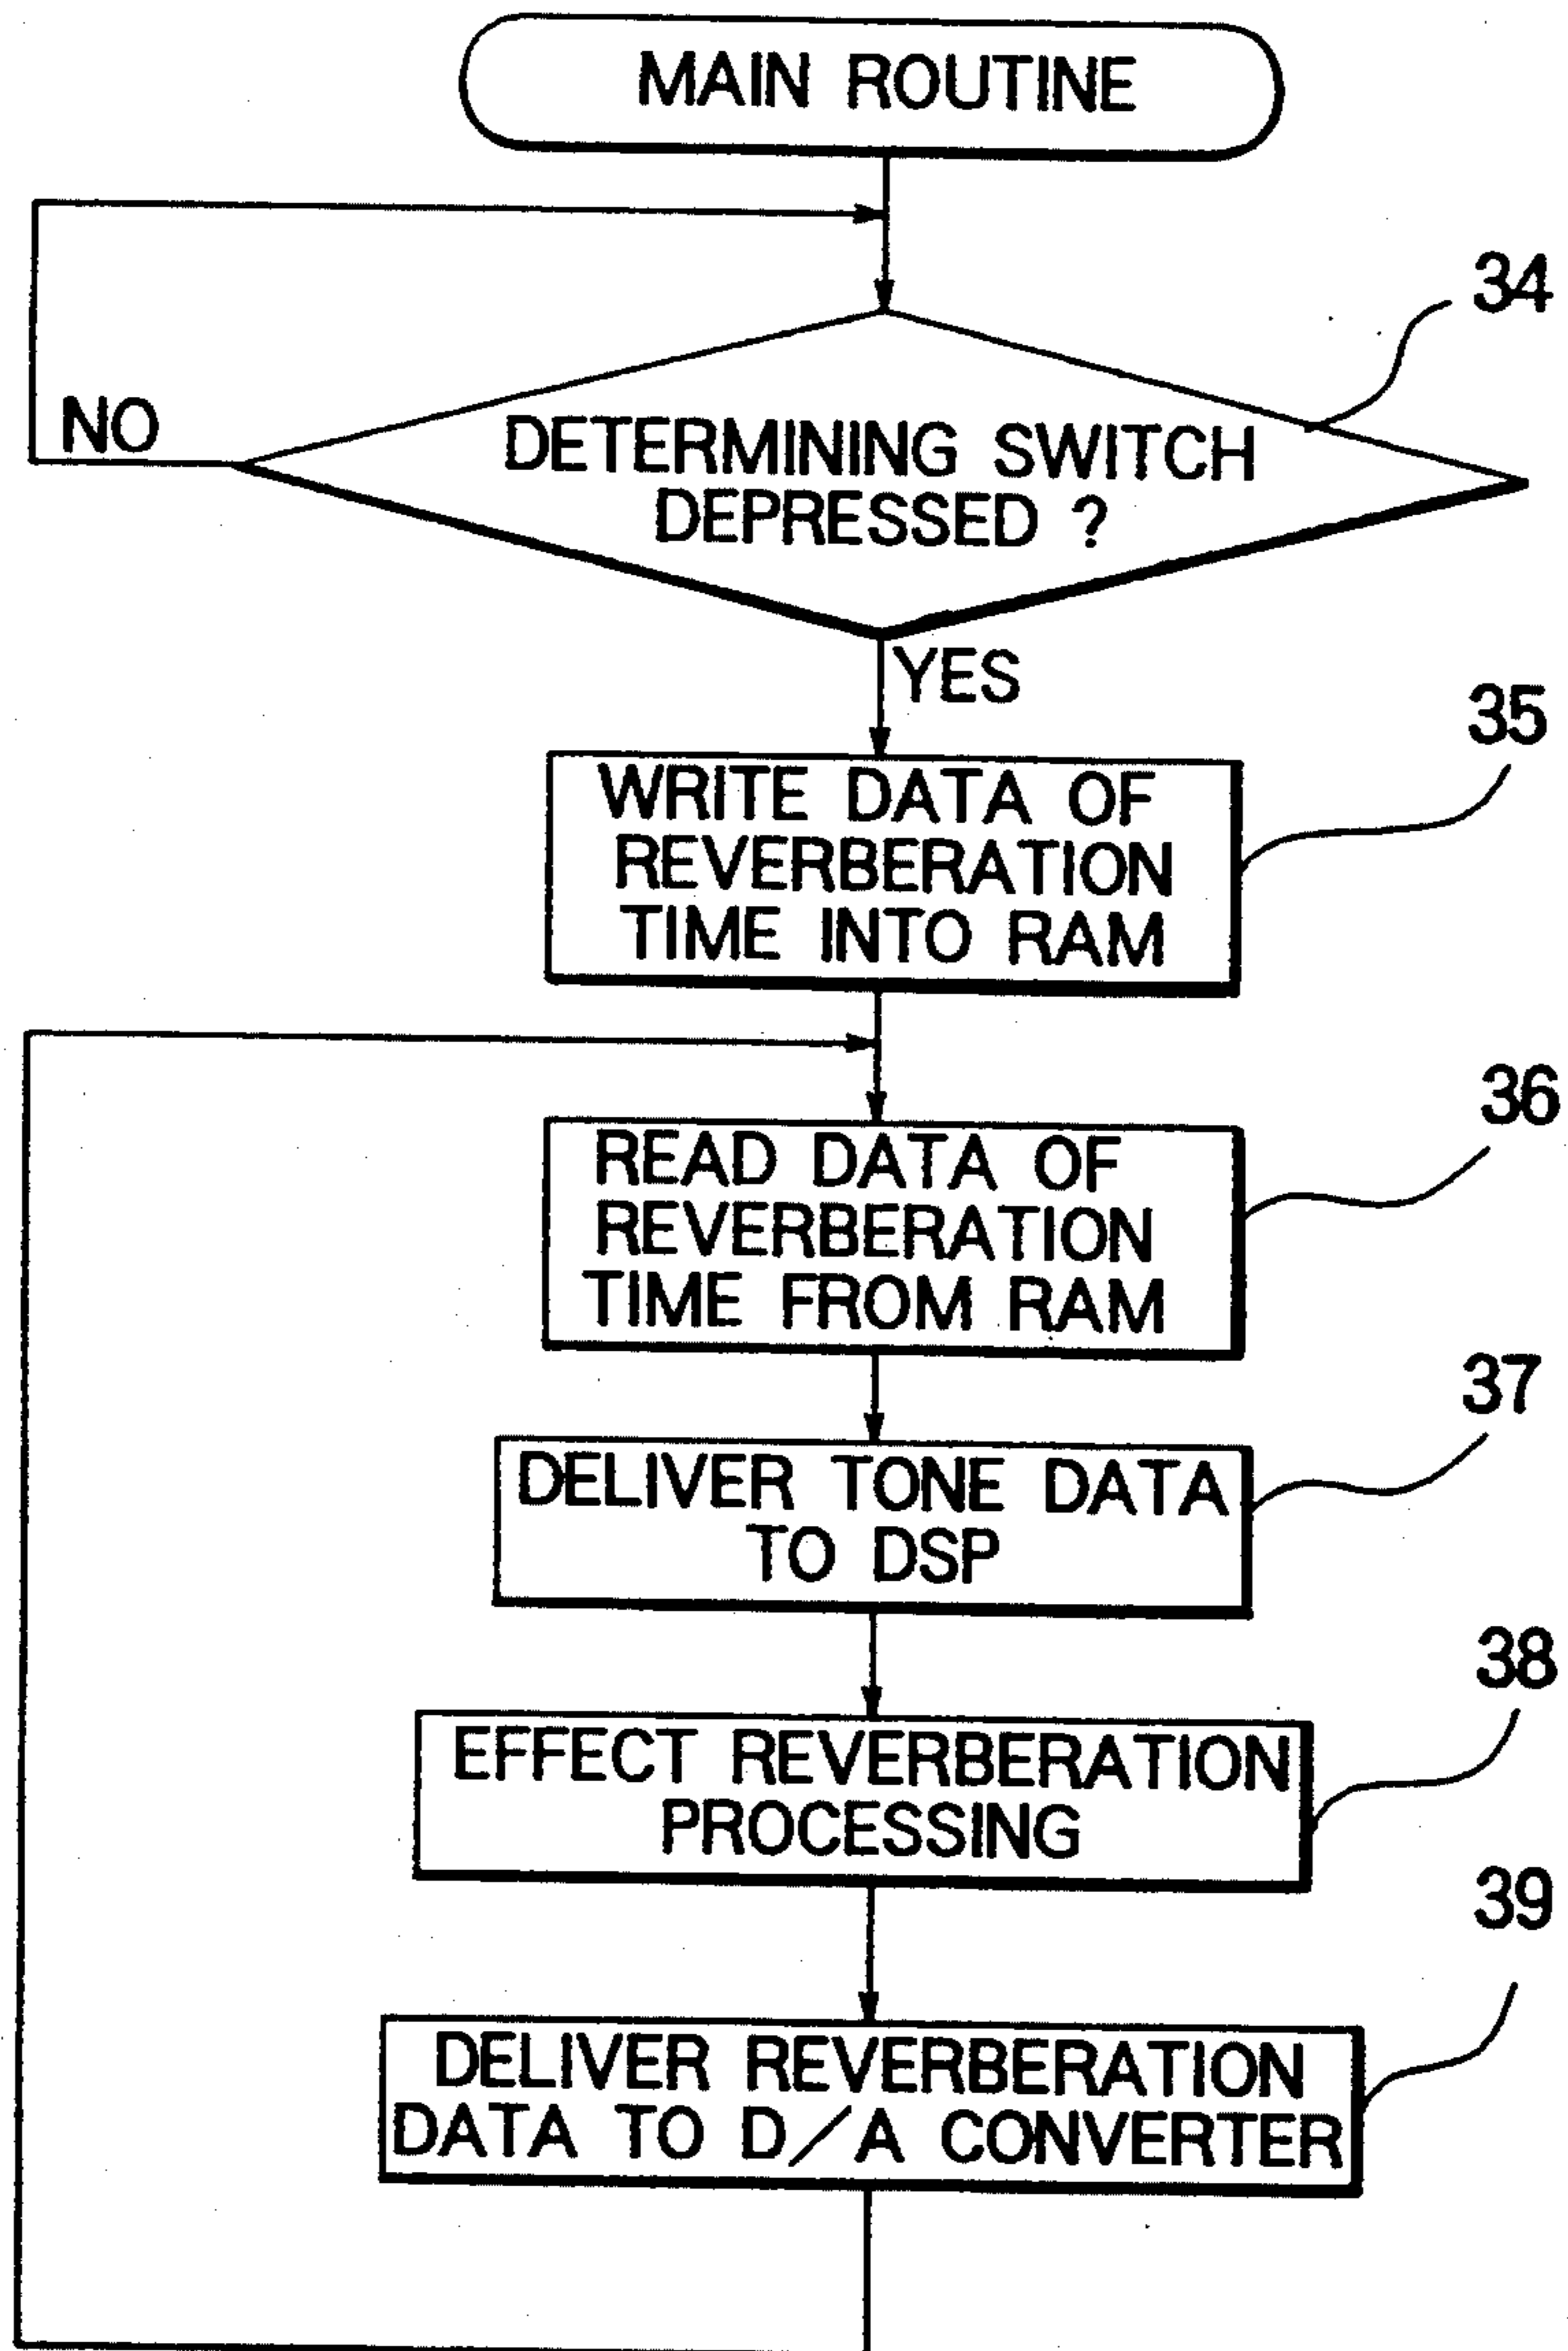 MAIN ROUTINE
34
NO
DETERMINING SWITCH
DEPRESSED ?
YES
35
WRITE DATA OF
REVERBERATION
TIME INTO RAM
36
READ DATA OF
REVERBERATION
TIME FROM RAM
37
DELIVER TONE DATA
TO DSP
38
EFFECT REVERBERATION
PROCESSING
39
DELIVER REVERBERATION
DATA TO D/A CONVERTER